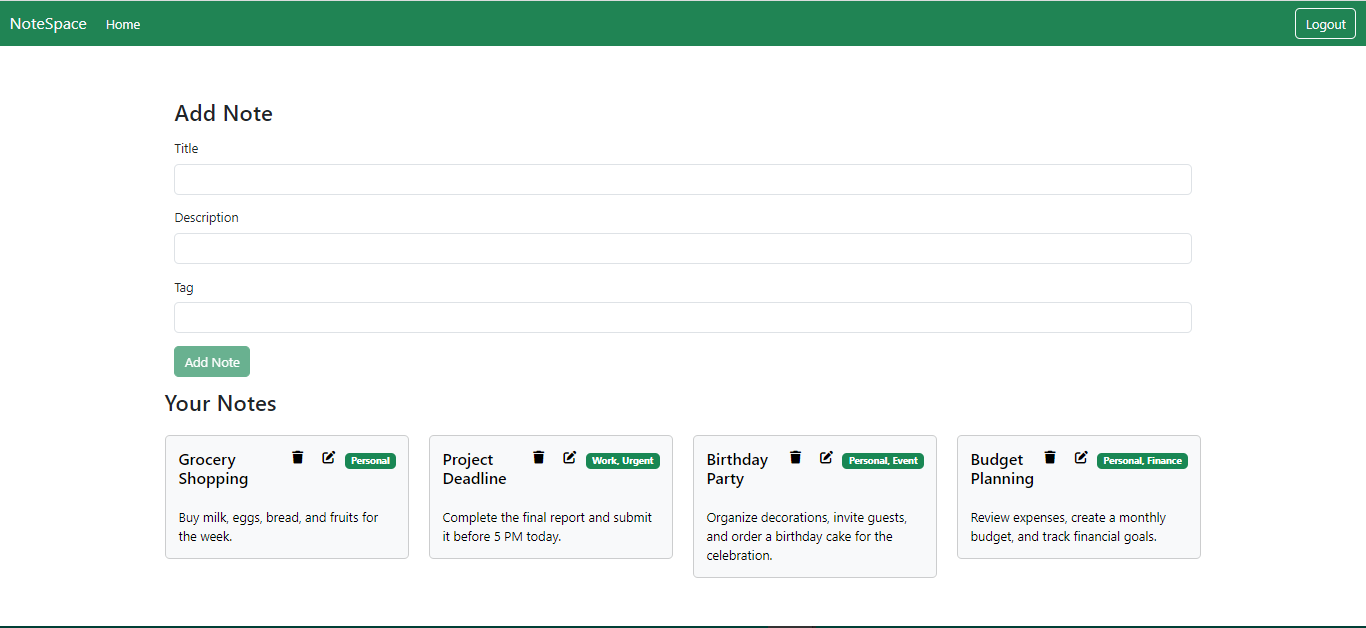 NoteSpace Home Logout
Add Note
Title
Description
Tag
Add Note
Your Notes
Grocery
Shopping
Personal
Buy milk, eggs, bread, and fruits for
the week.
Project
Deadline
Work, Urgent
Complete the final report and submit
it before 5 PM today.
Birthday
Party
Personal, Event
Organize decorations, invite guests,
and order a birthday cake for the
celebration.
Budget
Planning
Personal, Finance
Review expenses, create a monthly
budget, and track financial goals.